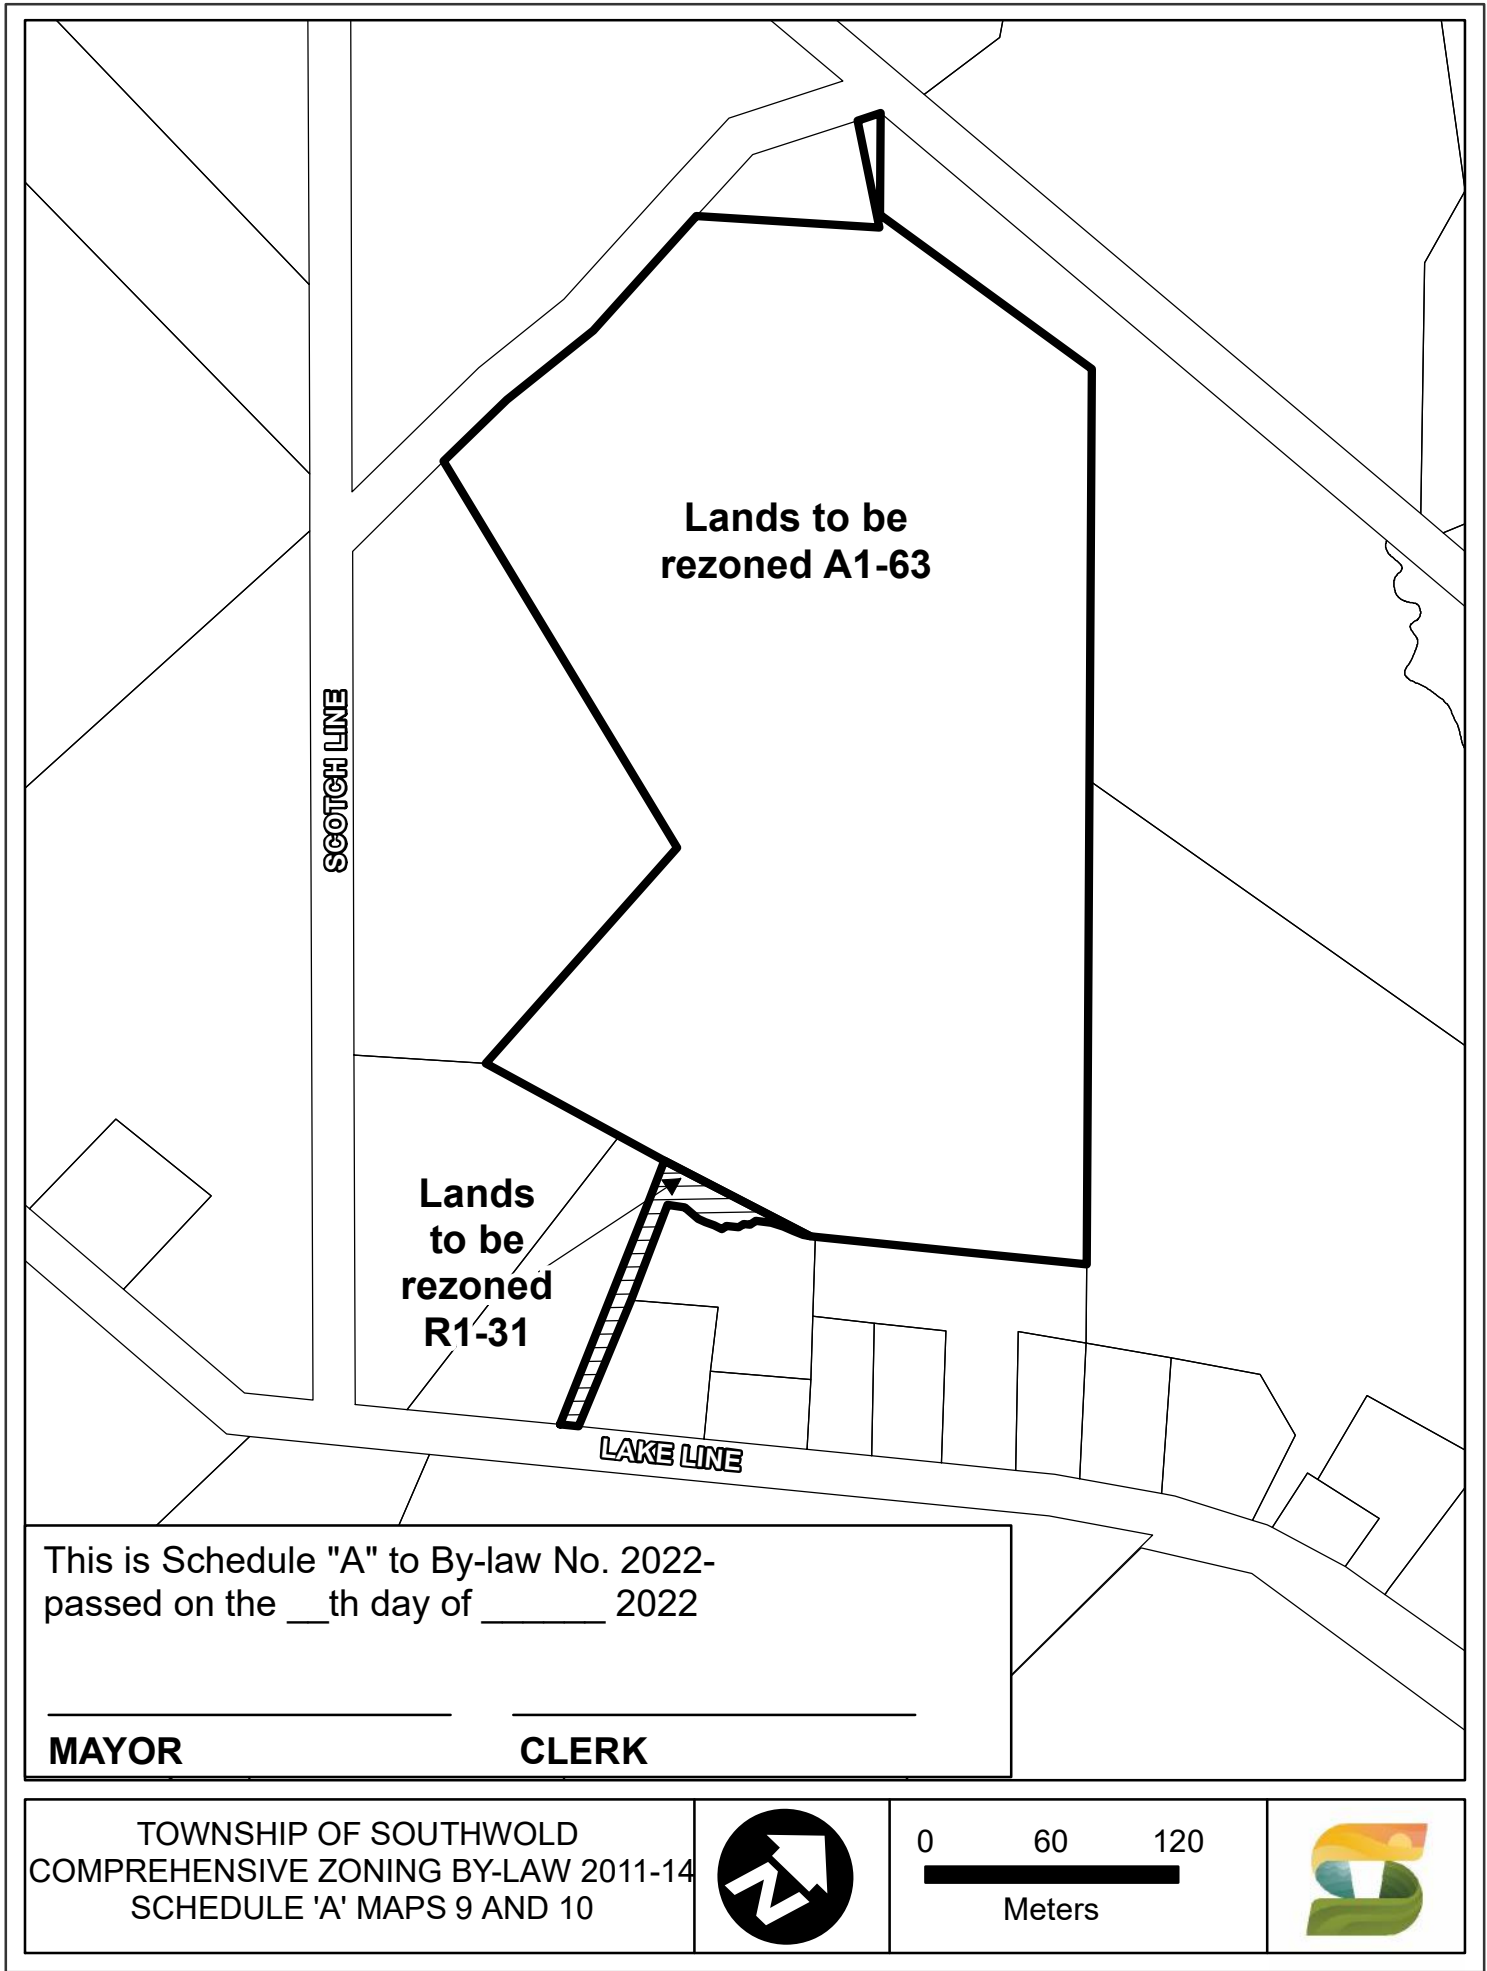 Lands to be
rezoned A1-63
SCOTCH LINE
Lands
to be
rezoned
R1-31
LAKE LINE
This is Schedule "A" to By-law No. 2022-
passed on the __th day of ______ 2022
MAYOR
CLERK
TOWNSHIP OF SOUTHWOLD
COMPREHENSIVE ZONING BY-LAW 2011-14
SCHEDULE 'A' MAPS 9 AND 10
N
0 60 120
Meters